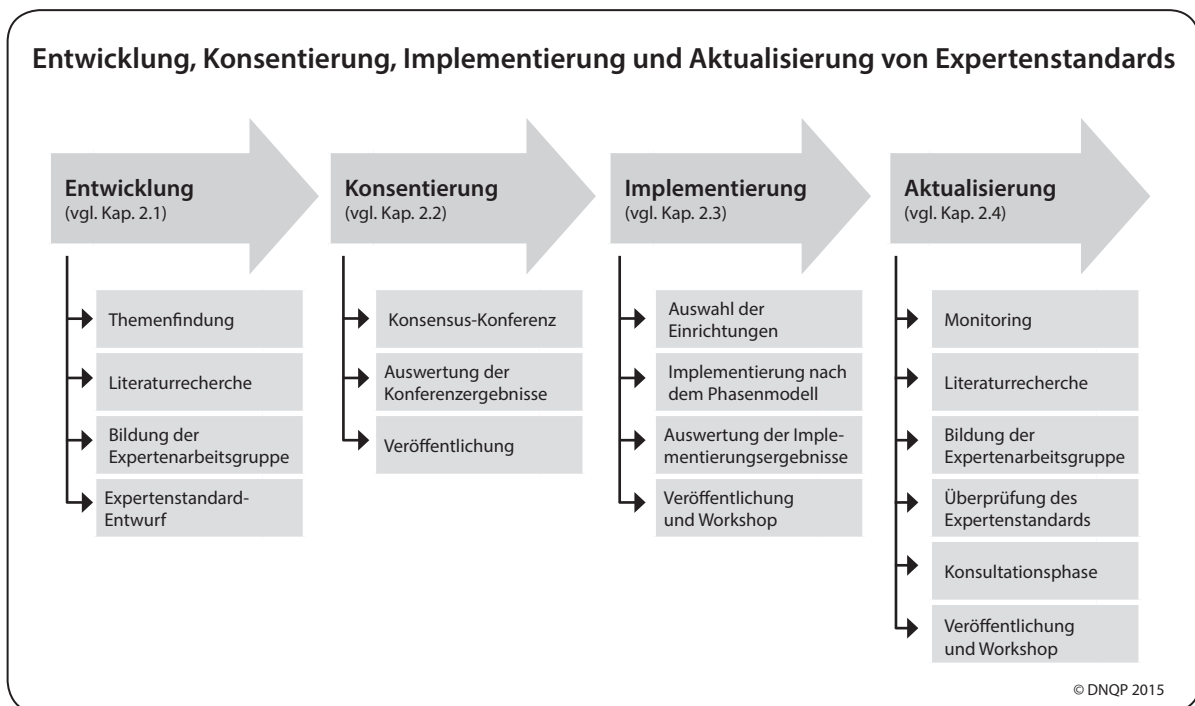 Entwicklung, Konsentierung, Implementierung und Aktualisierung von Expertenstandards
Entwicklung
(vgl. Kap. 2.1)
Themenfindung
Literaturrecherche
Bildung der
Expertenarbeitsgruppe
Expertenstandard-
Entwurf
Konsentierung
(vgl. Kap. 2.2)
Konsensus-Konferenz
Auswertung der
Konferenzergebnisse
Veröffentlichung
Implementierung
(vgl. Kap. 2.3)
Auswahl der
Einrichtungen
Implementierung nach
dem Phasenmodell
Auswertung der Imple-
mentierungsergebnisse
Veröffentlichung
und Workshop
Aktualisierung
(vgl. Kap. 2.4)
Monitoring
Literaturrecherche
Bildung der
Expertenarbeitsgruppe
Überprüfung des
Expertenstandards
Konsultationsphase
Veröffentlichung
und Workshop
© DNQP 2015